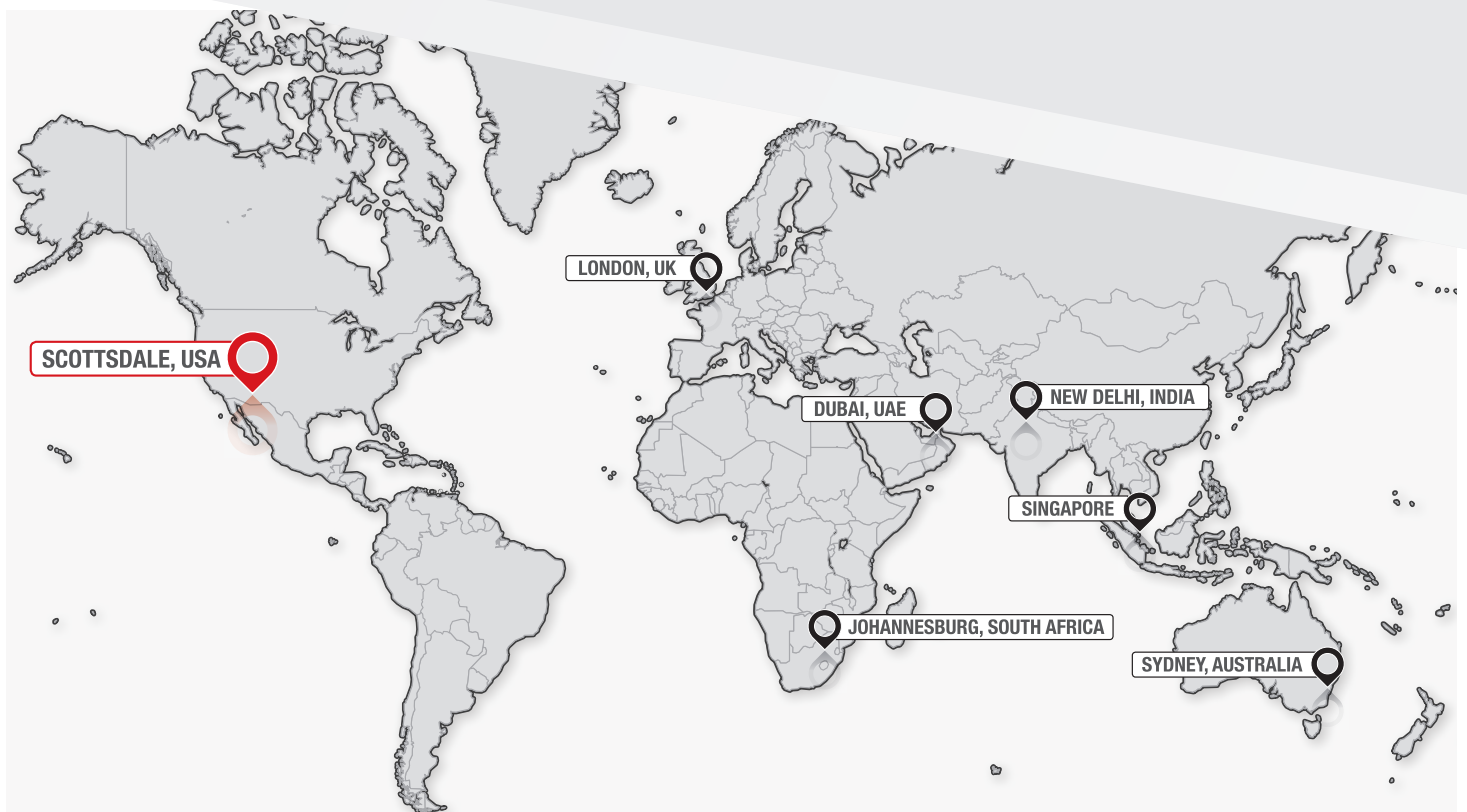 LONDON, UK
SCOTTSDALE, USA
DUBAI, UAE
NEW DELHI, INDIA
SINGAPORE
JOHANNESBURG, SOUTH AFRICA
SYDNEY, AUSTRALIA